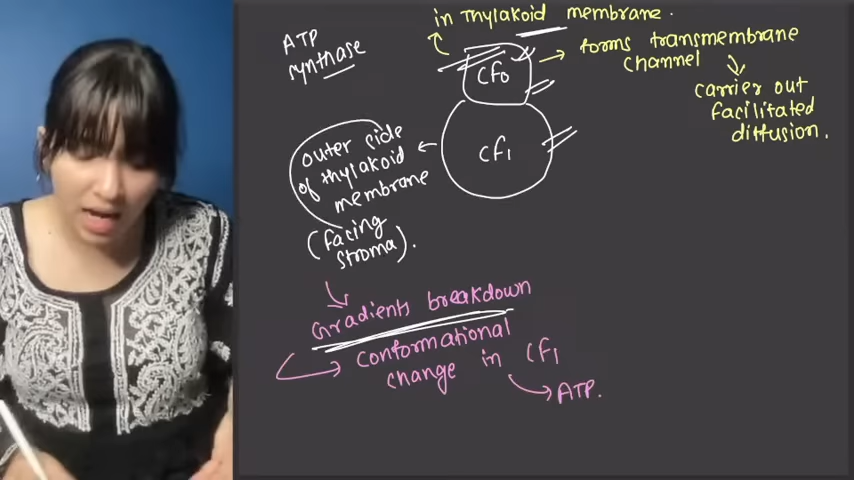 in Thylakoid membrane.
ATP
synthase
CF0
forms transmembrane
channel
carrier out
facilitated
diffusion.
CF1
outer side
of thylakoid
membrane
(facing
stroma).
Gradients breakdown
Conformational
change in CF1
ATP.